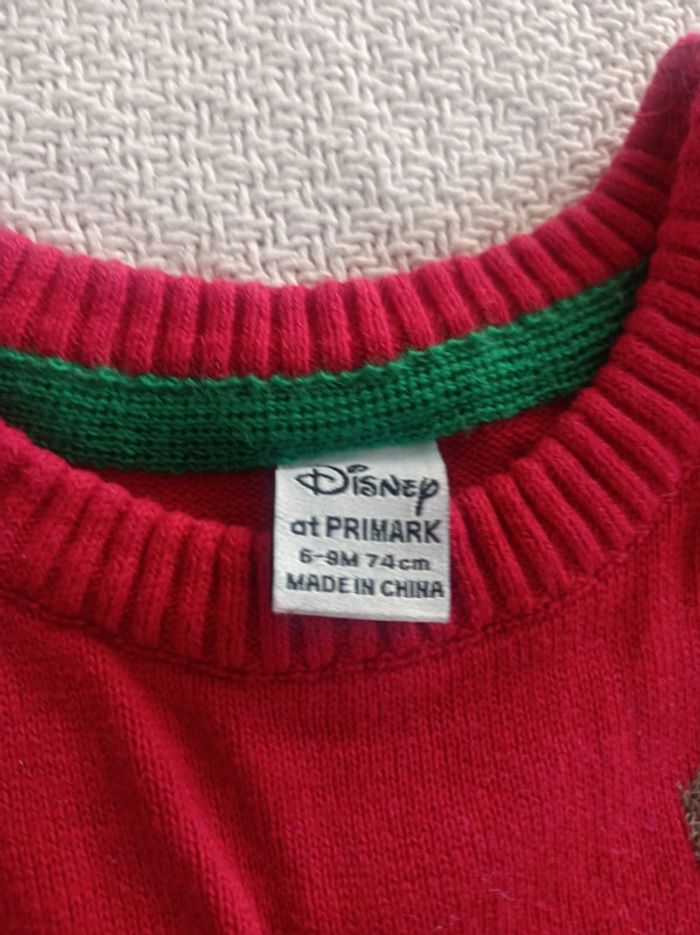 Disney
at PRIMARK
6-9M 74cm
MADE IN CHINA